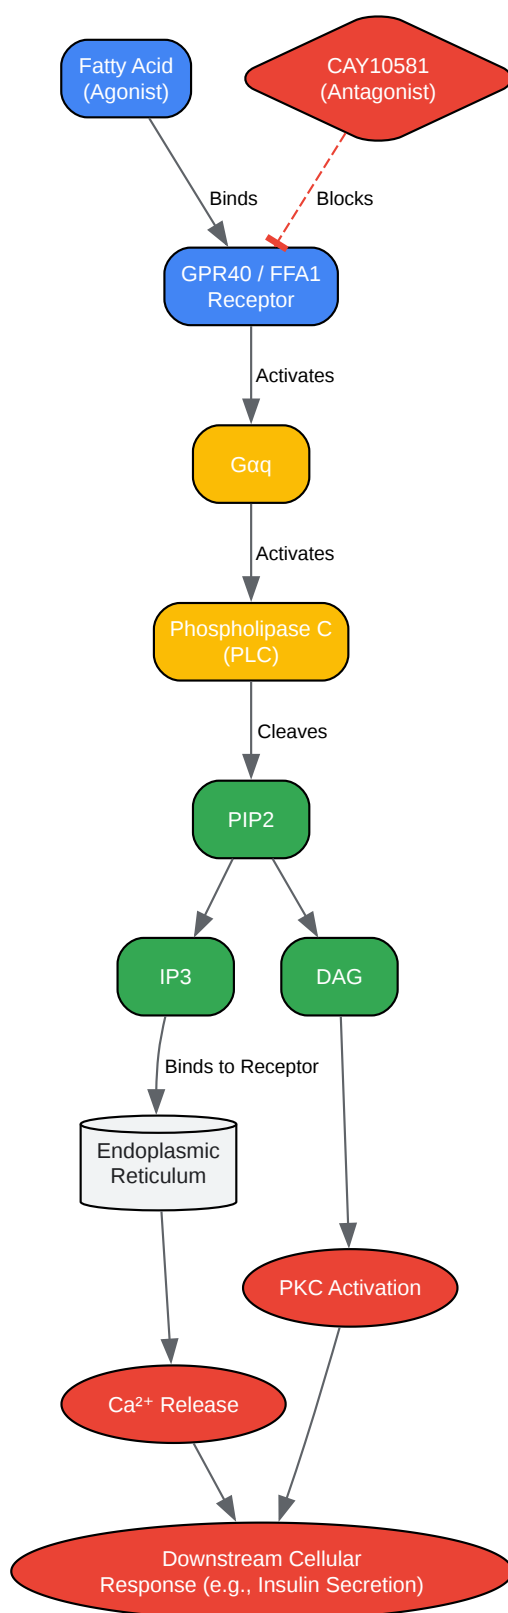 Fatty Acid
(Agonist)
CAY10581
(Antagonist)
Binds
Blocks
GPR40 / FFA1
Receptor
Activates
Gαq
Activates
Phospholipase C
(PLC)
Cleaves
PIP2
IP3
DAG
Binds to Receptor
Endoplasmic
Reticulum
PKC Activation
Ca²⁺ Release
Downstream Cellular
Response (e.g., Insulin Secretion)